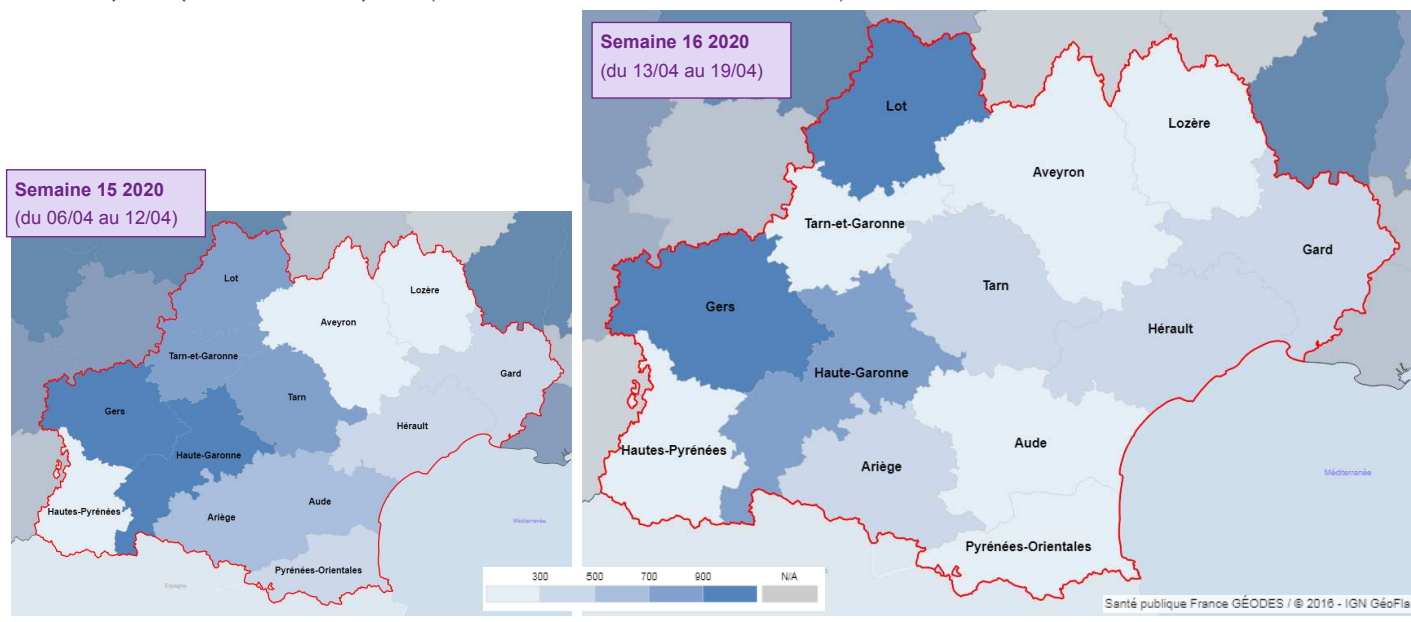 Semaine 15 2020
(du 06/04 au 12/04)
Lot
Lozère
Aveyron
Tarn-et-Garonne
Gard
Tarn
Gers
Hérault
Haute-Garonne
Aude
Hautes-Pyrénées
Ariège
Méditerranée
Pyrénées-Orientales
Espagne
Semaine 16 2020
(du 13/04 au 19/04)
Lot
Lozère
Aveyron
Tarn-et-Garonne
Gard
Tarn
Gers
Hérault
Haute-Garonne
Aude
Hautes-Pyrénées
Ariège
Méditerranée
Pyrénées-Orientales
300 500 700 900 N/A
Santé publique France GÉODES / © 2016 - IGN GéoFla